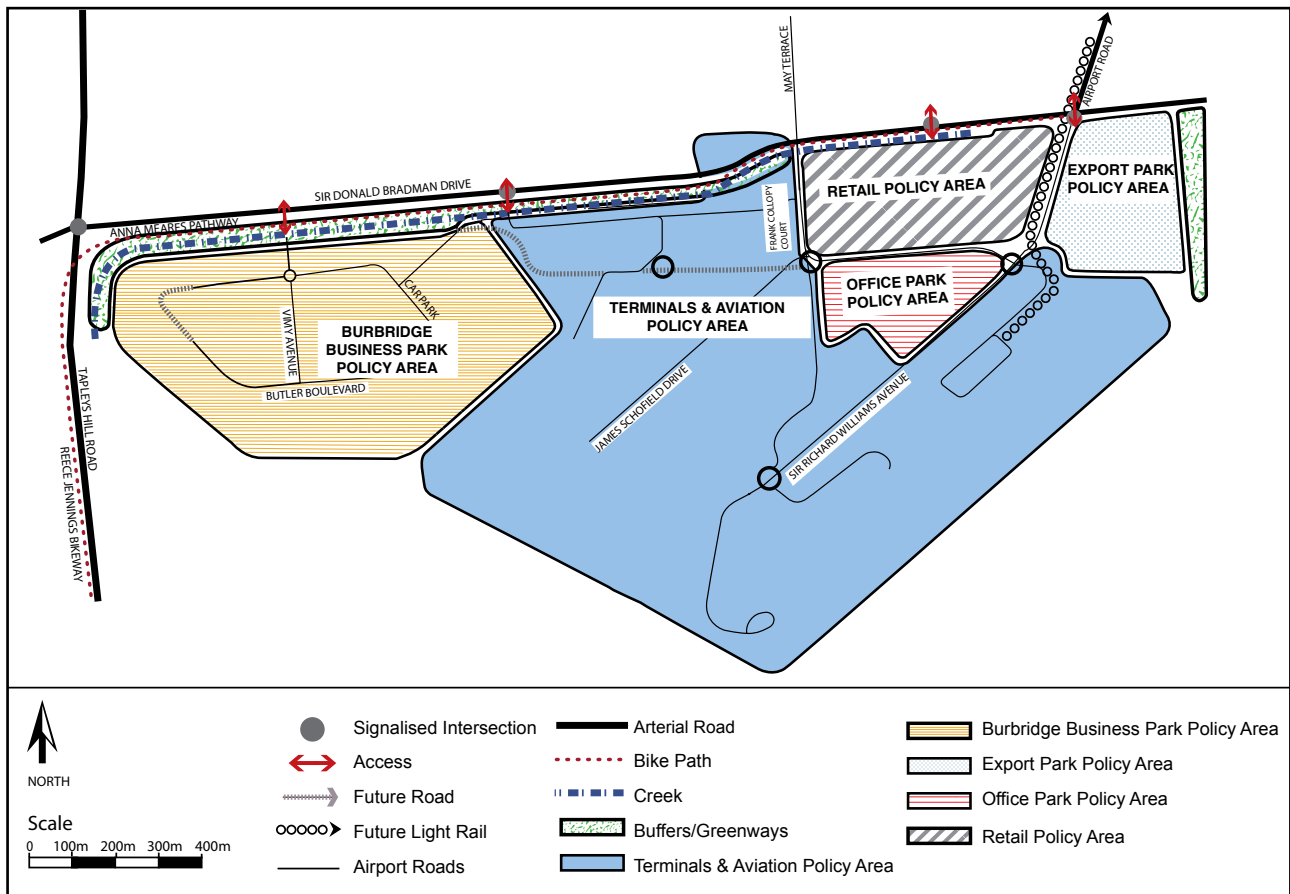 MAY TERRACE
AIRPORT ROAD
SIR DONALD BRADMAN DRIVE
ANNA MEARES PATHWAY
EXPORT PARK
POLICY AREA
RETAIL POLICY AREA
FRANK COLLOPY
COURT
OFFICE PARK
POLICY AREA
TERMINALS & AVIATION
POLICY AREA
CAR PARK
VIMY AVENUE
BURBRIDGE
BUSINESS PARK
POLICY AREA
BUTLER BOULEVARD
JAMES SCHOFIELD DRIVE
SIR RICHARD WILLIAMS AVENUE
TAPLEYS HILL ROAD
REECE JENNINGS BIKEWAY
NORTH
Scale
0 100m 200m 300m 400m
Signalised Intersection
Access
Future Road
Future Light Rail
Airport Roads
Arterial Road
Bike Path
Creek
Buffers/Greenways
Terminals & Aviation Policy Area
Burbridge Business Park Policy Area
Export Park Policy Area
Office Park Policy Area
Retail Policy Area